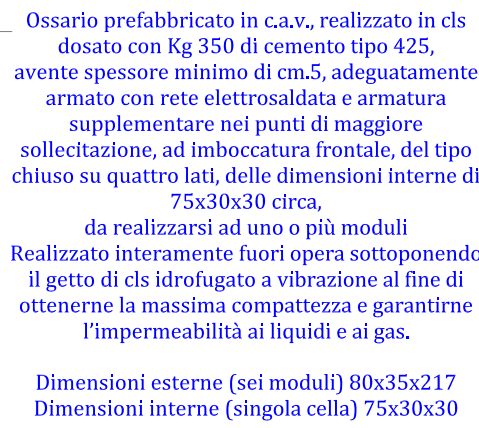 Ossario prefabbricato in c.a.v., realizzato in cls
dosato con Kg 350 di cemento tipo 425,
avente spessore minimo di cm.5, adeguatamente
armato con rete elettrosaldata e armatura
supplementare nei punti di maggiore
sollecitazione, ad imboccatura frontale, del tipo
chiuso su quattro lati, delle dimensioni interne di
75x30x30 circa,
da realizzarsi ad uno o più moduli
Realizzato interamente fuori opera sottoponendo
il getto di cls idrofugato a vibrazione al fine di
ottenerne la massima compattezza e garantirne
l’impermeabilità ai liquidi e ai gas.
Dimensioni esterne (sei moduli) 80x35x217
Dimensioni interne (singola cella) 75x30x30